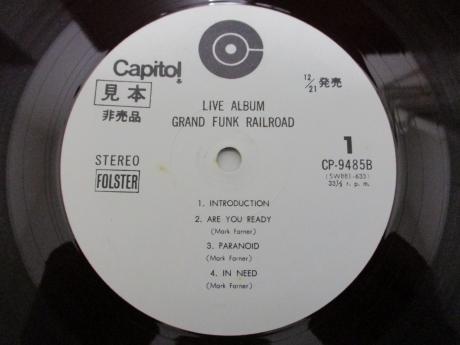 Capitol
®
見本
非売品
12/21 発売
LIVE ALBUM
GRAND FUNK RAILROAD
STEREO
FOLSTER
1
CP-9485B
(SWBB1-633)
33⅓ r. p. m.
1. INTRODUCTION
2. ARE YOU READY
(Mark Farner)
3. PARANOID
(Mark Farner)
4. IN NEED
(Mark Farner)